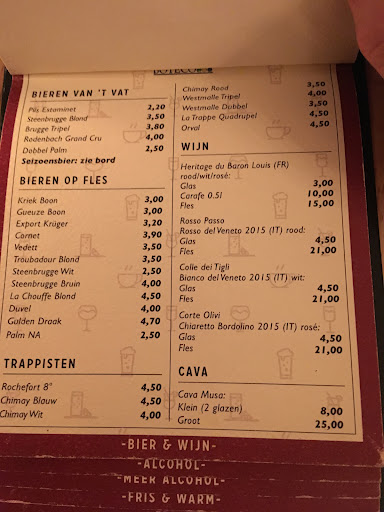 BIEREN VAN 'T VAT
Pils Estaminet 2,20
Steenbrugge Blond 3,50
Brugge Tripel 3,80
Rodenbach Grand Cru 4,00
Dobbel Palm 2,50
Seizoensbier: zie bord
BIEREN OP FLES
Kriek Boon 3,00
Gueuze Boon 3,00
Export Krüger 3,20
Cornet 3,90
Vedett 3,50
Troubadour Blond 3,50
Steenbrugge Wit 2,50
Steenbrugge Bruin 4,00
La Chouffe Blond 4,50
Duvel 4,00
Gulden Draak 4,70
Palm NA 2,50
TRAPPISTEN
Rochefort 8° 4,50
Chimay Blauw 4,50
Chimay Wit 4,00
Chimay Rood 3,50
Westmalle Tripel 4,00
Westmalle Dubbel 3,50
La Trappe Quadrupel 4,50
Orval 4,50
WIJN
Heritage du Baron Louis (FR)
rood/wit/rosé:
Glas 3,00
Carafe 0.5l 10,00
Fles 15,00
Rosso Passo
Rosso del Veneto 2015 (IT) rood:
Glas 4,50
Fles 21,00
Colle dei Tigli
Bianco del Veneto 2015 (IT) wit:
Glas 4,50
Fles 21,00
Corte Olivi
Chiaretto Bordolino 2015 (IT) rosé:
Glas 4,50
Fles 21,00
CAVA
Cava Musa:
Klein (2 glazen) 8,00
Groot 25,00
-BIER & WIJN-
-ALCOHOL-
-MEER ALCOHOL-
-FRIS & WARM-